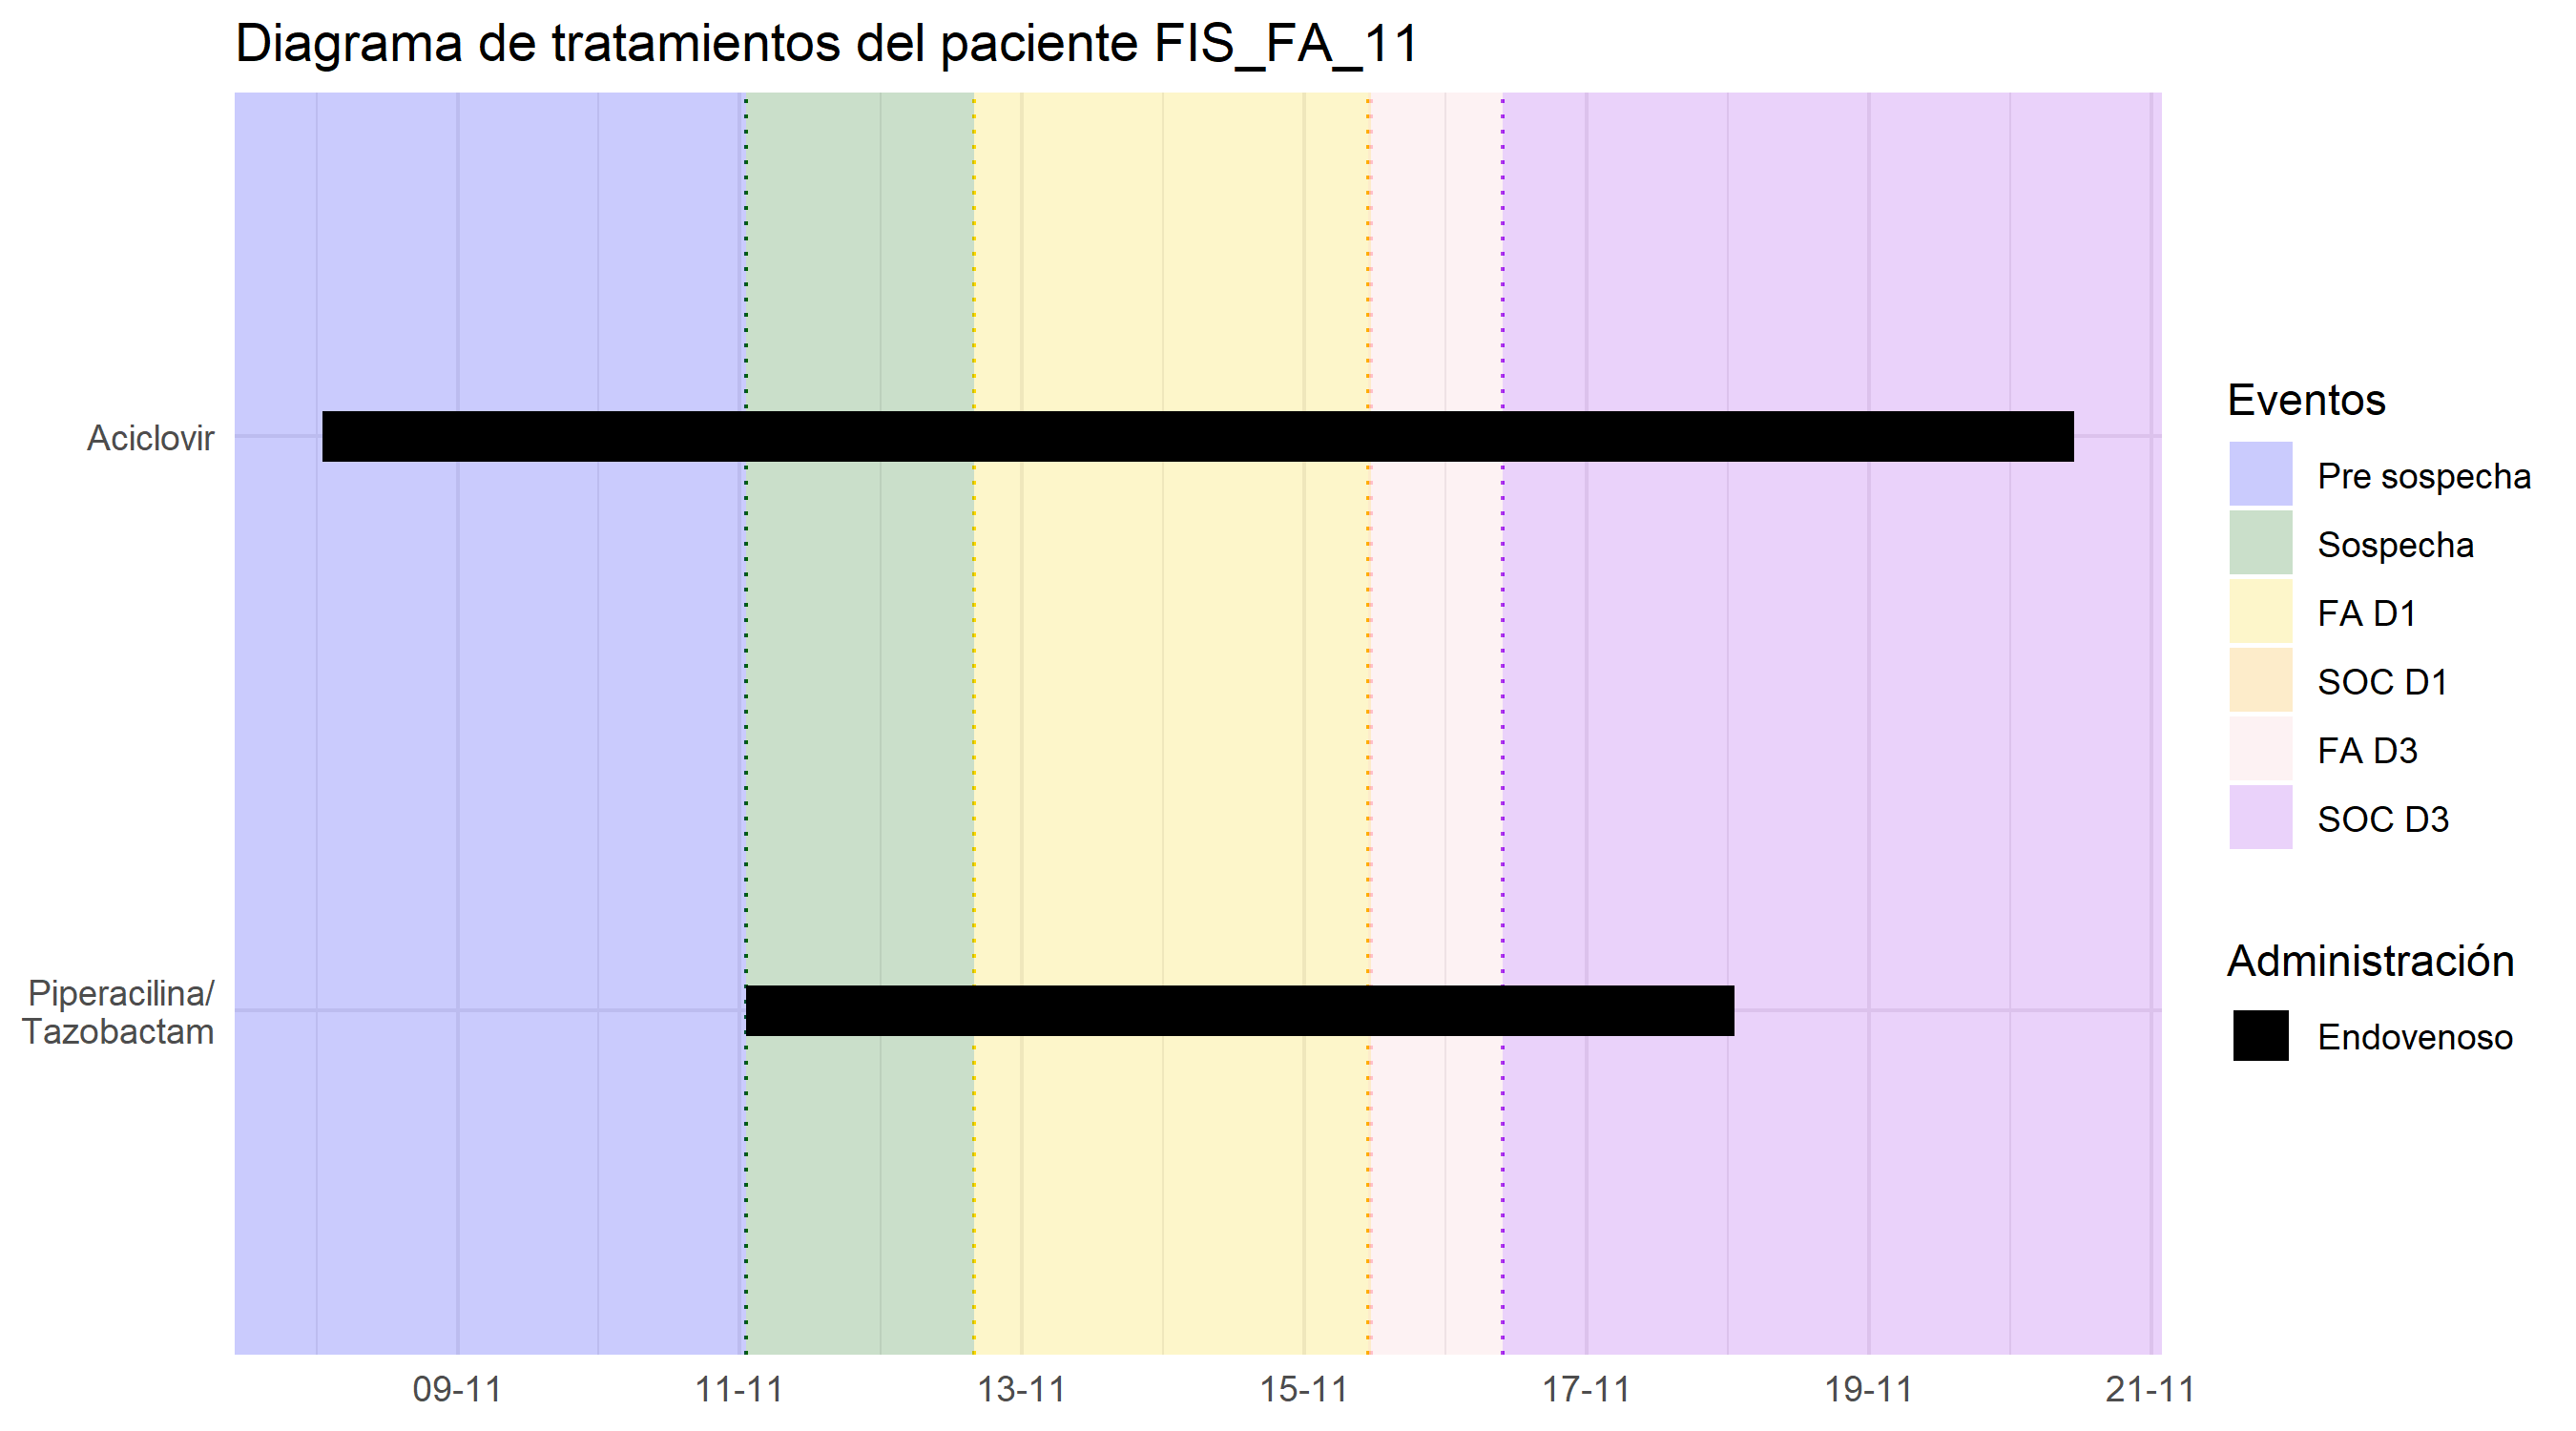 Diagrama de tratamientos del paciente FIS_FA_11
Aciclovir
Piperacilina/
Tazobactam
09-11
11-11
13-11
15-11
17-11
19-11
21-11
Eventos
Pre sospecha
Sospecha
FA D1
SOC D1
FA D3
SOC D3
Administración
Endovenoso